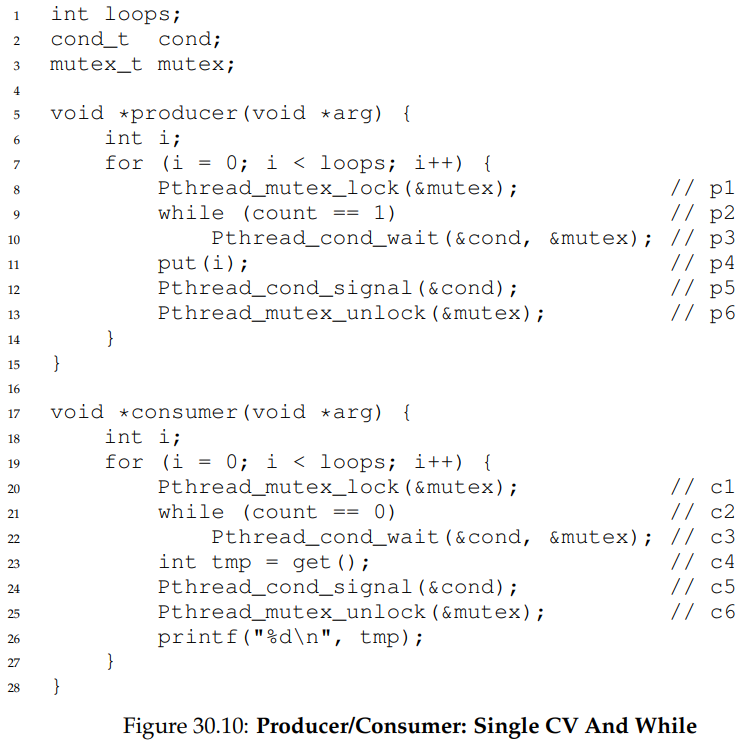 1 int loops;
2 cond_t  cond;
3 mutex_t mutex;
4
5 void *producer(void *arg) {
6     int i;
7     for (i = 0; i < loops; i++) {
8         Pthread_mutex_lock(&mutex);           // p1
9         while (count == 1)                    // p2
10             Pthread_cond_wait(&cond, &mutex); // p3
11         put(i);                               // p4
12         Pthread_cond_signal(&cond);           // p5
13         Pthread_mutex_unlock(&mutex);         // p6
14     }
15 }
16
17 void *consumer(void *arg) {
18     int i;
19     for (i = 0; i < loops; i++) {
20         Pthread_mutex_lock(&mutex);           // c1
21         while (count == 0)                    // c2
22             Pthread_cond_wait(&cond, &mutex); // c3
23         int tmp = get();                      // c4
24         Pthread_cond_signal(&cond);           // c5
25         Pthread_mutex_unlock(&mutex);         // c6
26         printf("%d\n", tmp);
27     }
28 }
Figure 30.10: Producer/Consumer: Single CV And While